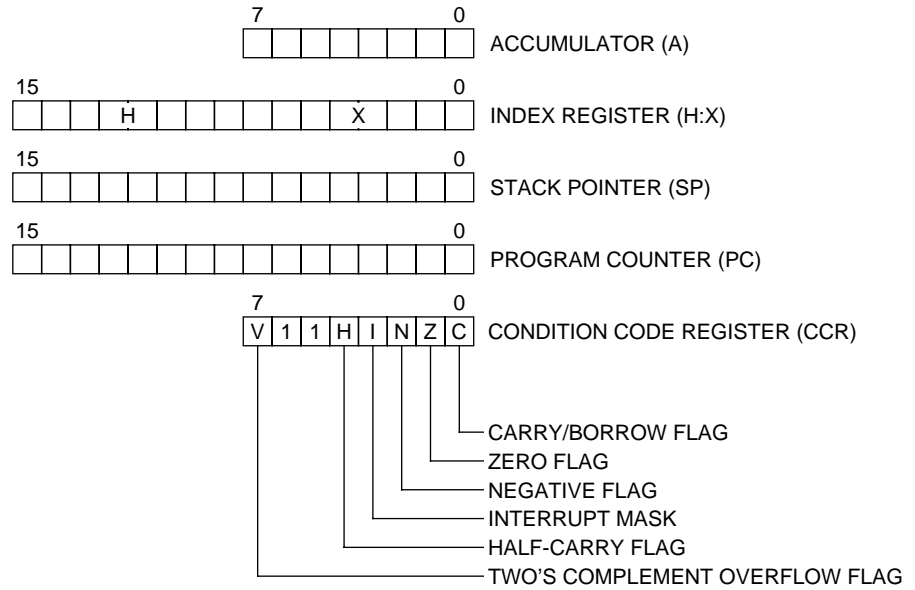 7 0
ACCUMULATOR (A)
15 0
H X INDEX REGISTER (H:X)
15 0
STACK POINTER (SP)
15 0
PROGRAM COUNTER (PC)
7 0
V 1 1 H I N Z C CONDITION CODE REGISTER (CCR)
CARRY/BORROW FLAG
ZERO FLAG
NEGATIVE FLAG
INTERRUPT MASK
HALF-CARRY FLAG
TWO'S COMPLEMENT OVERFLOW FLAG